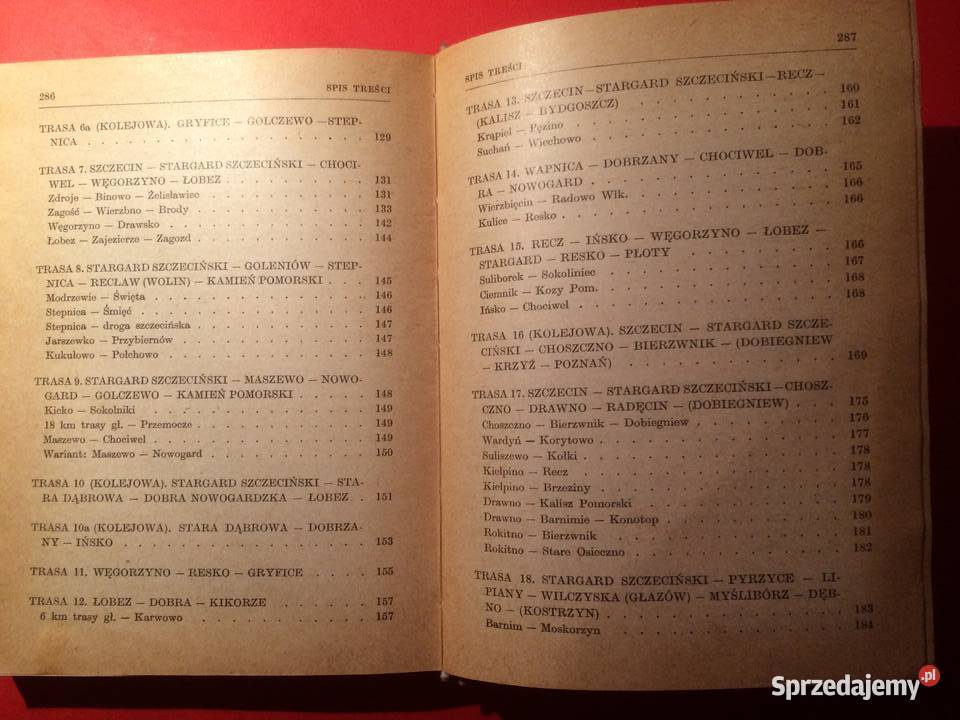 286 SPIS TREŚCI
TRASA 6a (KOLEJOWA). GRYFICE — GOLCZEWO — STEP-
NICA . . . . . . . . . . . . . . . . . . 129
TRASA 7. SZCZECIN — STARGARD SZCZECIŃSKI — CHOCI-
WEL — WĘGORZYNO — ŁOBEZ . . . . . . . . 131
Zdroje — Binowo — Żelisławiec . . . . . . . . . 131
Zagość — Wierzbno — Brody . . . . . . . . . . 133
Węgorzyno — Drawsko . . . . . . . . . . . . 142
Łobez — Zajezierze — Zagozd . . . . . . . . . . 144
TRASA 8. STARGARD SZCZECIŃSKI — GOLENIÓW — STEP-
NICA — RECŁAW (WOLIN) — KAMIEŃ POMORSKI . . . 145
Modrzewie — Święta . . . . . . . . . . . . 146
Stepnica — Śmięć . . . . . . . . . . . . . 146
Stepnica — droga szczecińska . . . . . . . . . . 147
Jarszewko — Przybiernów . . . . . . . . . . . 147
Kukułowo — Połchowo . . . . . . . . . . . . 148
TRASA 9. STARGARD SZCZECIŃSKI — MASZEWO — NOWO-
GARD — GOLCZEWO — KAMIEŃ POMORSKI . . . . . 148
Kicko — Sokolniki . . . . . . . . . . . . . 149
18 km trasy gł. — Przemocze . . . . . . . . . . 149
Maszewo — Chociwel . . . . . . . . . . . . 149
Wariant: Maszewo — Nowogard . . . . . . . . . 150
TRASA 10 (KOLEJOWA). STARGARD SZCZECIŃSKI — STA-
RA DĄBROWA — DOBRA NOWOGARDZKA — ŁOBEZ . 151
TRASA 10a (KOLEJOWA). STARA DĄBROWA — DOBRZA-
NY — IŃSKO . . . . . . . . . . . . . . . 153
TRASA 11. WĘGORZYNO — RESKO — GRYFICE . . . . 155
TRASA 12. ŁOBEZ — DOBRA — KIKORZE . . . . . . 157
6 km trasy gł. — Karwowo . . . . . . . . . . . 157
SPIS TREŚCI 287
TRASA 13. SZCZECIN—STARGARD SZCZECIŃSKI—RECZ—
(KALISZ — BYDGOSZCZ) . . . . . . . . . . . 160
Krąpiel — Pęzino . . . . . . . . . . . . . 161
Suchań — Wiechowo . . . . . . . . . . . . 162
TRASA 14. WAPNICA — DOBRZANY — CHOCIWEL — DOB-
RA — NOWOGARD . . . . . . . . . . . . . 165
Wierzbięcin — Radowo Wlk. . . . . . . . . . . 166
Kulice — Resko . . . . . . . . . . . . . . 166
TRASA 15. RECZ — IŃSKO — WĘGORZYNO — ŁOBEZ —
STARGARD — RESKO — PŁOTY . . . . . . . . . 166
Suliborek — Sokoliniec . . . . . . . . . . . . 167
Ciemnik — Kozy Pom. . . . . . . . . . . . . 168
Ińsko — Chociwel . . . . . . . . . . . . . 168
TRASA 16 (KOLEJOWA). SZCZECIN — STARGARD SZCZE-
CIŃSKI — CHOSZCZNO — BIERZWNIK — (DOBIEGNIEW
— KRZYŻ — POZNAŃ) . . . . . . . . . . . . 169
TRASA 17. SZCZECIN — STARGARD SZCZECIŃSKI—CHOSZ-
CZNO — DRAWNO — RADĘCIN — (DOBIEGNIEW) . . . 175
Choszczno — Bierzwnik — Dobiegniew . . . . . . . 176
Wardyń — Korytowo . . . . . . . . . . . . 177
Suliszewo — Kołki . . . . . . . . . . . . . 178
Kiełpino — Recz . . . . . . . . . . . . . 178
Kiełpino — Brzeziny . . . . . . . . . . . . 178
Drawno — Kalisz Pomorski . . . . . . . . . . 179
Drawno — Barnimie — Konotop . . . . . . . . . 180
Rokitno — Bierzwnik . . . . . . . . . . . . 181
Rokitno — Stare Osieczno . . . . . . . . . . 182
TRASA 18. STARGARD SZCZECIŃSKI — PYRZYCE — LI-
PIANY — WILCZYSKA (GŁAZÓW) — MYŚLIBÓRZ — DĘB-
NO — (KOSTRZYN) . . . . . . . . . . . . . 183
Barnim — Moskorzyn . . . . . . . . . . . . 184
Sprzedajemy.pl